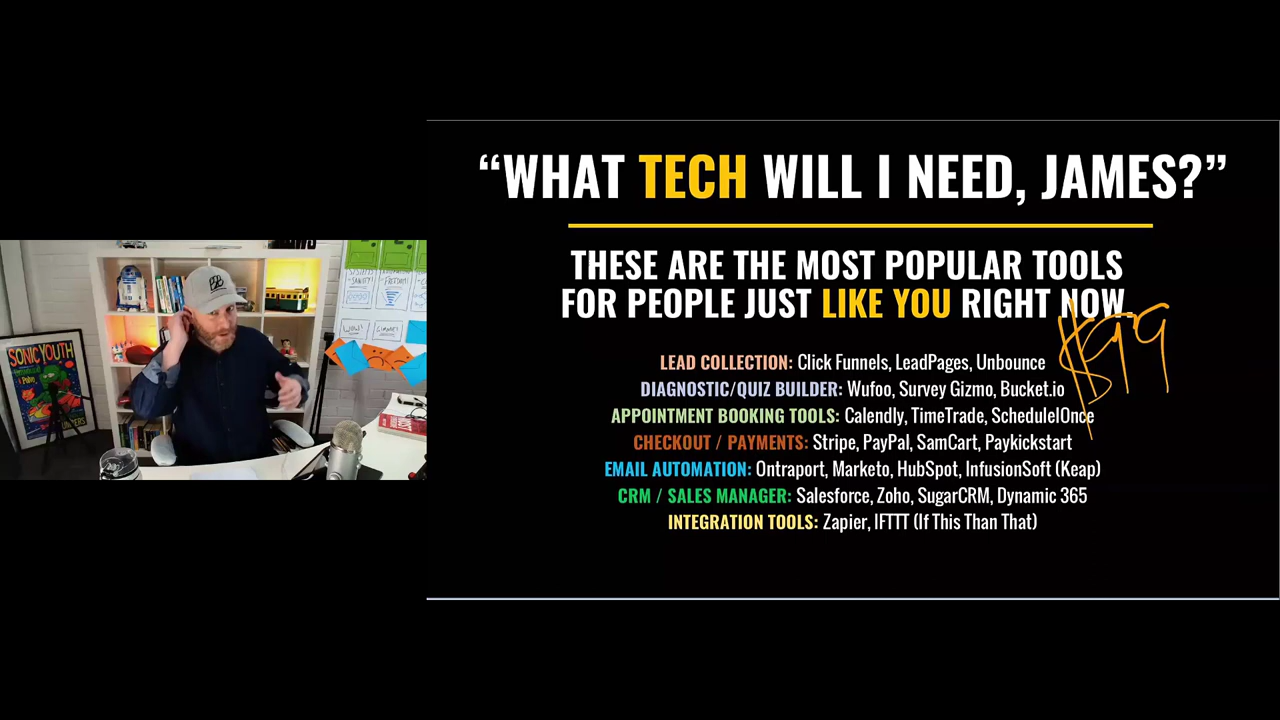 “WHAT TECH WILL I NEED, JAMES?”
THESE ARE THE MOST POPULAR TOOLS
FOR PEOPLE JUST LIKE YOU RIGHT NOW.
$99
LEAD COLLECTION: Click Funnels, LeadPages, Unbounce
DIAGNOSTIC/QUIZ BUILDER: Wufoo, Survey Gizmo, Bucket.io
APPOINTMENT BOOKING TOOLS: Calendly, TimeTrade, ScheduleIOnce
CHECKOUT / PAYMENTS: Stripe, PayPal, SamCart, Paykickstart
EMAIL AUTOMATION: Ontraport, Marketo, HubSpot, InfusionSoft (Keap)
CRM / SALES MANAGER: Salesforce, Zoho, SugarCRM, Dynamic 365
INTEGRATION TOOLS: Zapier, IFTTT (If This Than That)
SONIC YOUTH